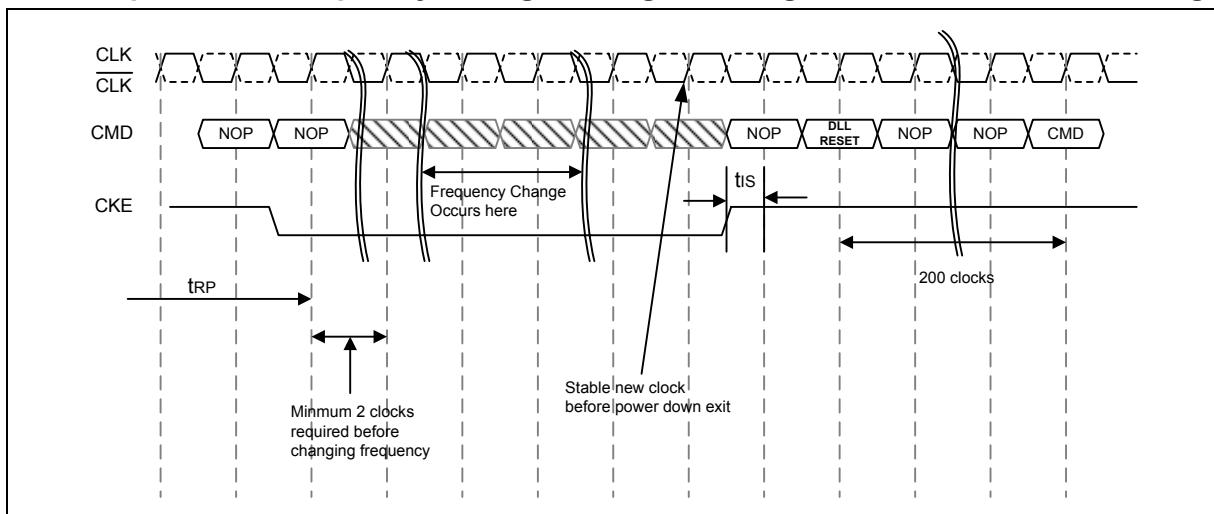 CLK
CLK
CMD
NOP
NOP
NOP
DLL
RESET
NOP
NOP
CMD
Frequency Change
Occurs here
tIS
CKE
200 clocks
tRP
Stable new clock
before power down exit
Minmum 2 clocks
required before
changing frequency